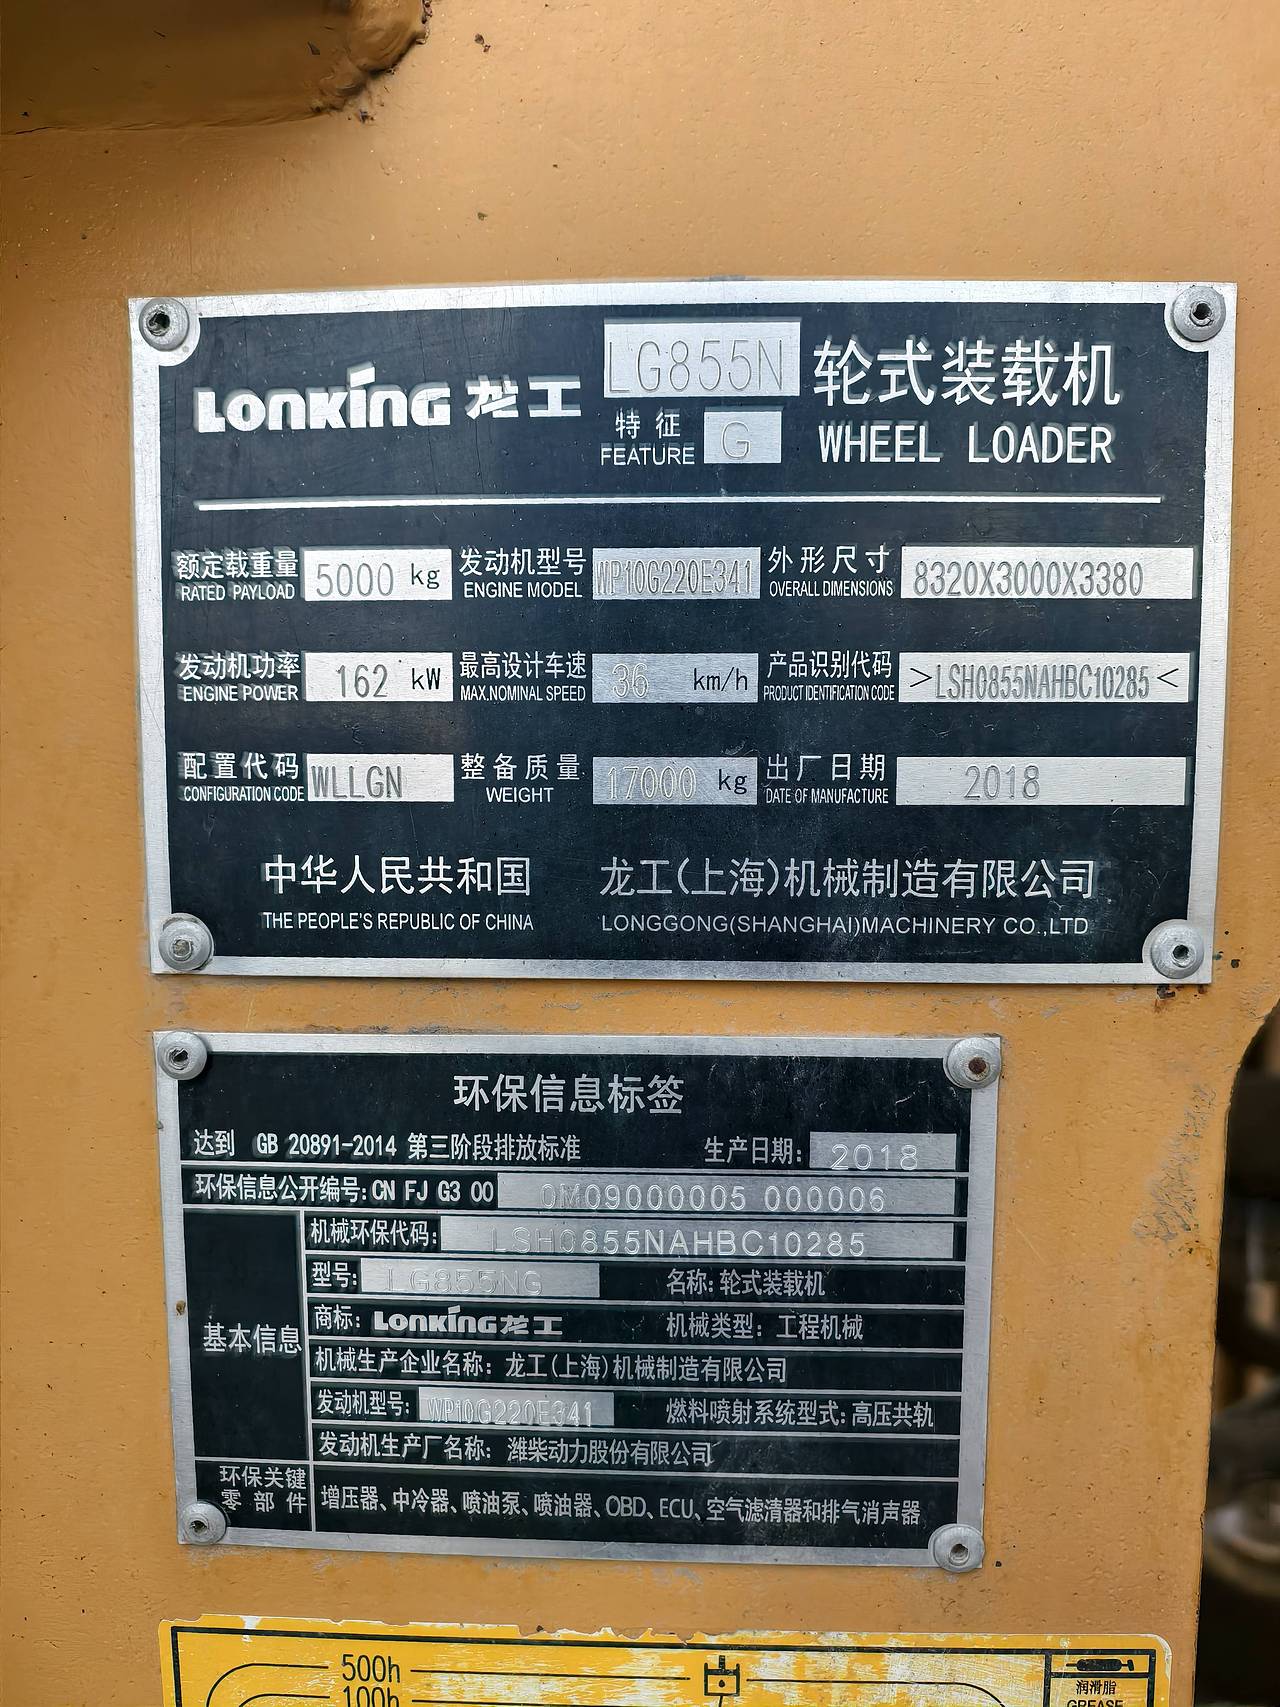 LONKING 龙工 LG855N 轮式装载机
特征 G
FEATURE WHEEL LOADER
额定载重量 5000 kg 发动机型号 WP10G220E341 外形尺寸 8320X3000X3380
RATED PAYLOAD ENGINE MODEL OVERALL DIMENSIONS
发动机功率 162 kW 最高设计车速 36 km/h 产品识别代码 >LSH0855NAHBC10285<
ENGINE POWER MAX.NOMINAL SPEED PRODUCT IDENTIFICATION CODE
配置代码 WLLGN 整备质量 17000 kg 出厂日期 2018
CONFIGURATION CODE WEIGHT DATE OF MANUFACTURE
中华人民共和国 龙工(上海)机械制造有限公司
THE PEOPLE'S REPUBLIC OF CHINA LONGGONG(SHANGHAI)MACHINERY CO.,LTD
环保信息标签
达到 GB 20891-2014 第三阶段排放标准 生产日期: 2018
环保信息公开编号:CN FJ G3 00 0M09000005 000006
基本信息
机械环保代码: LSH0855NAHBC10285
型号: LG855NG 名称: 轮式装载机
商标: LONKING龙工 机械类型: 工程机械
机械生产企业名称: 龙工(上海)机械制造有限公司
发动机型号: WP10G220E341 燃料喷射系统型式: 高压共轨
发动机生产厂名称: 潍柴动力股份有限公司
环保关键零部件 增压器、中冷器、喷油泵、喷油器、OBD、ECU、空气滤清器和排气消声器
500h
100h
润滑脂
GREASE